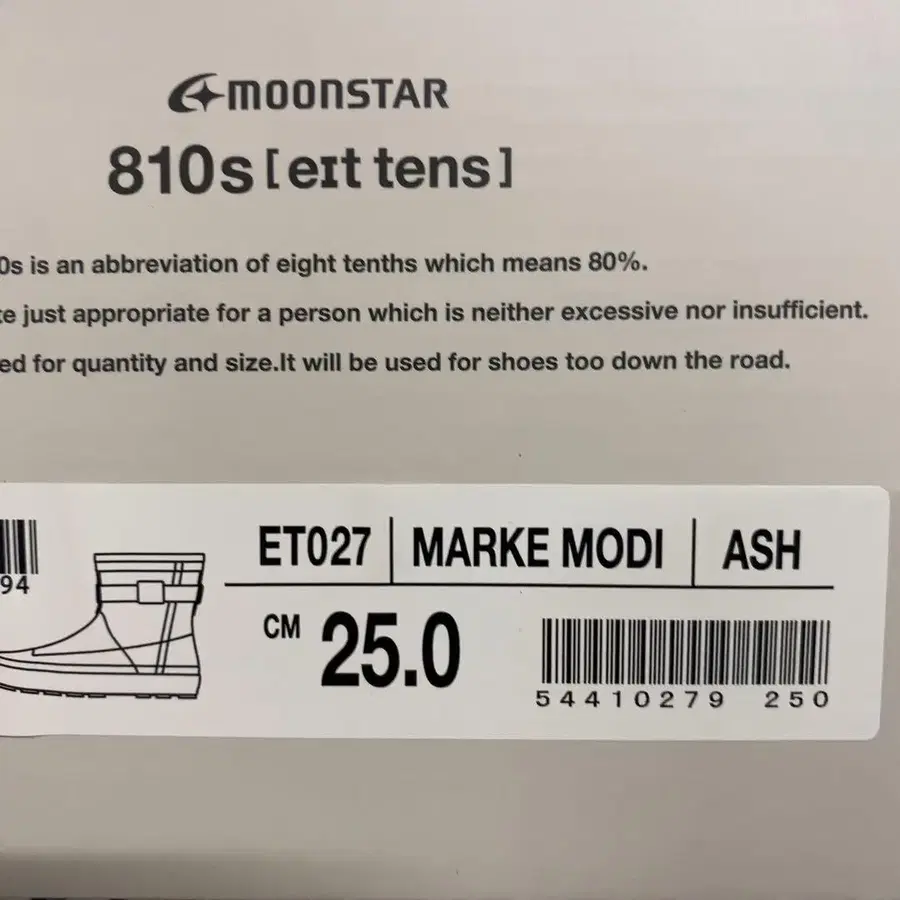 MOONSTAR
810s [eɪt tens]
0s is an abbreviation of eight tenths which means 80%.
just appropriate for a person which is neither excessive nor insufficient.
for quantity and size.It will be used for shoes too down the road.
ET027 MARKE MODI ASH
94
CM 25.0
54410279 250